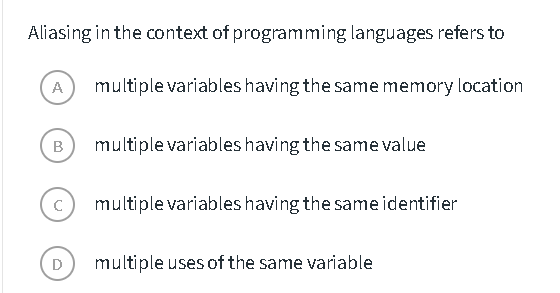 Aliasing in the context of programming languages refers to
A multiple variables having the same memory location
B multiple variables having the same value
C multiple variables having the same identifier
D multiple uses of the same variable